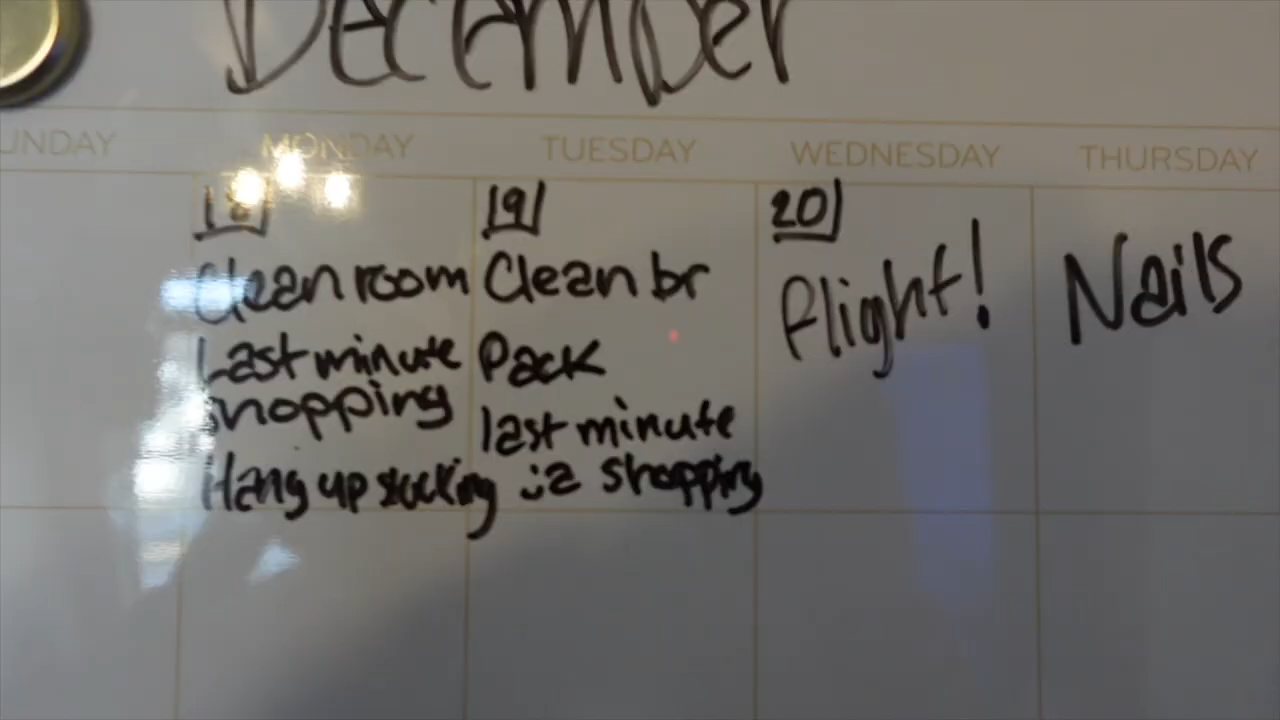 December
UNDAY MONDAY TUESDAY WEDNESDAY THURSDAY
18 19 20
Clean room
Last minute
shopping
Hang up stocking
Clean br
Pack
last minute
shopping
Flight!
Nails